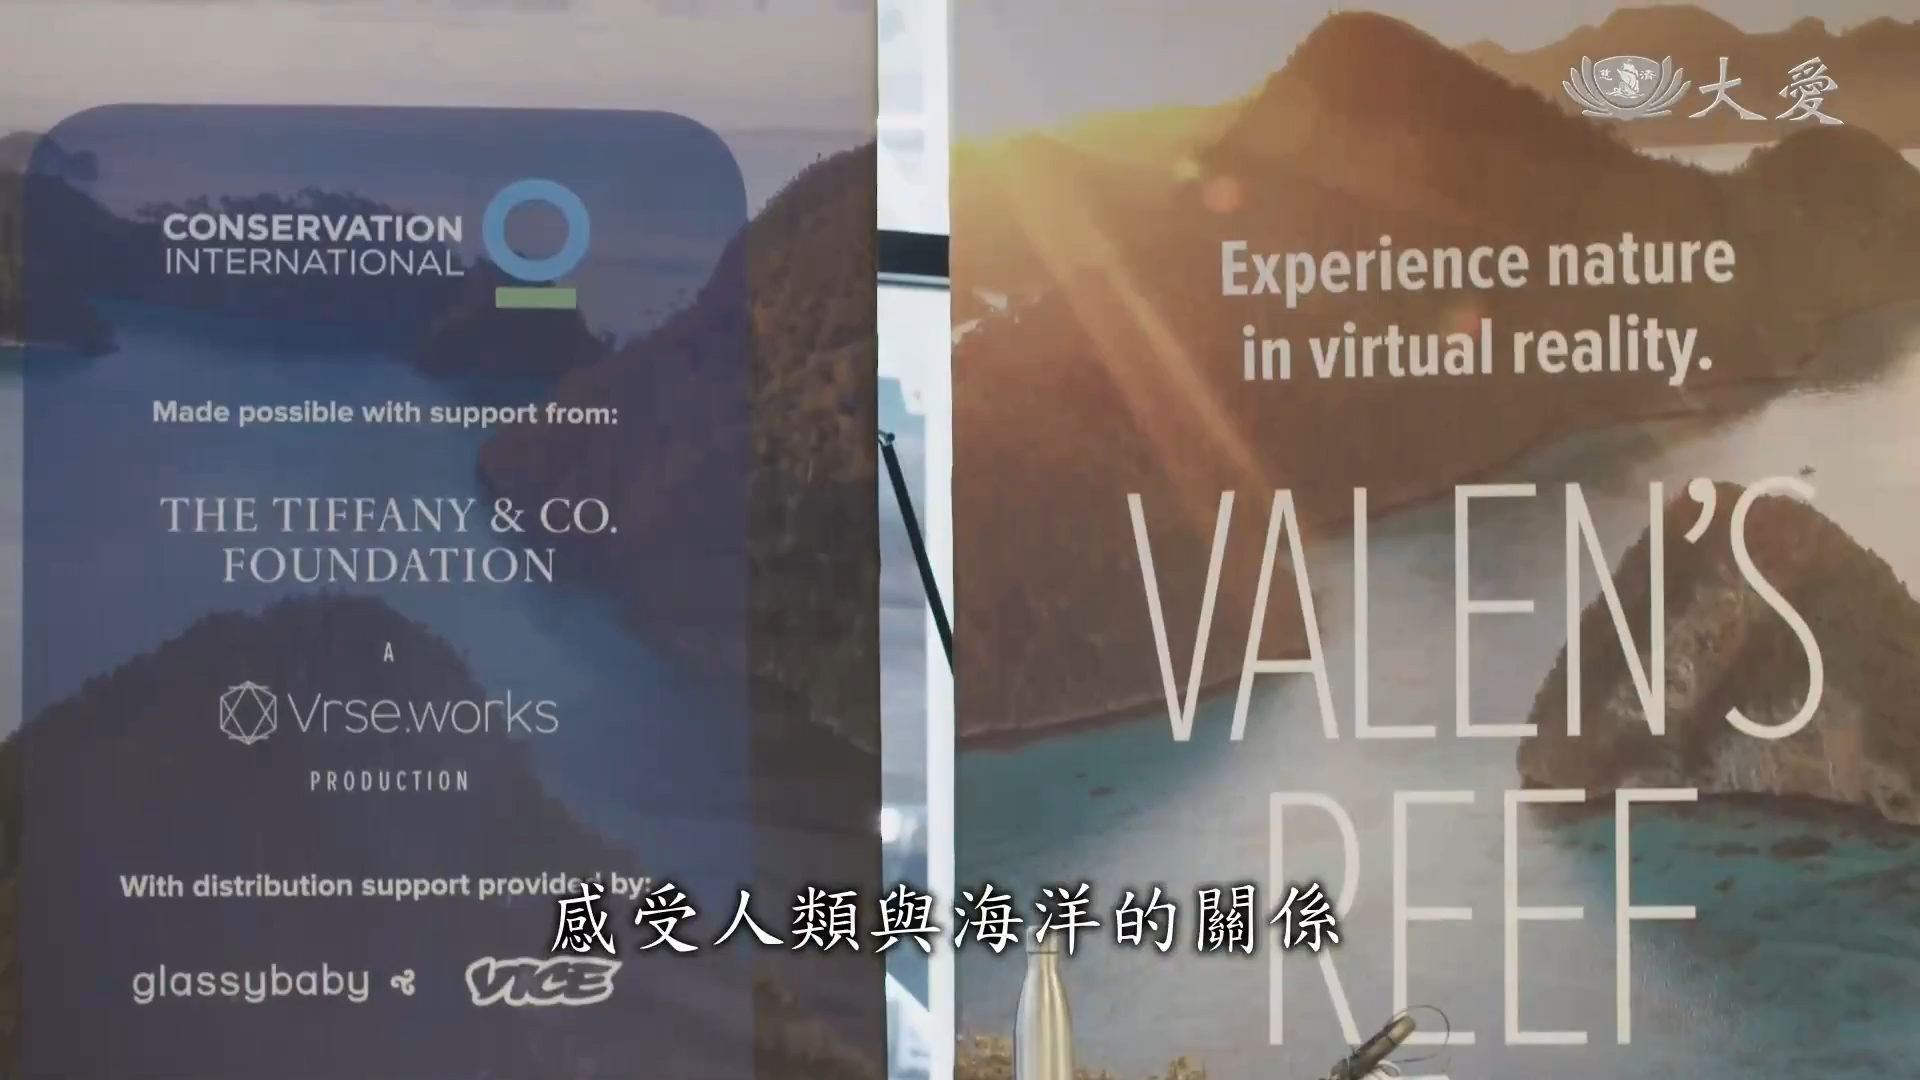 CONSERVATION
INTERNATIONAL
Made possible with support from:
THE TIFFANY & CO.
FOUNDATION
A
Vrse.works
PRODUCTION
With distribution support provided by:
glassybaby
VICE
慈濟
大愛
Experience nature
in virtual reality.
VALEN'S
REEF
感受人類與海洋的關係